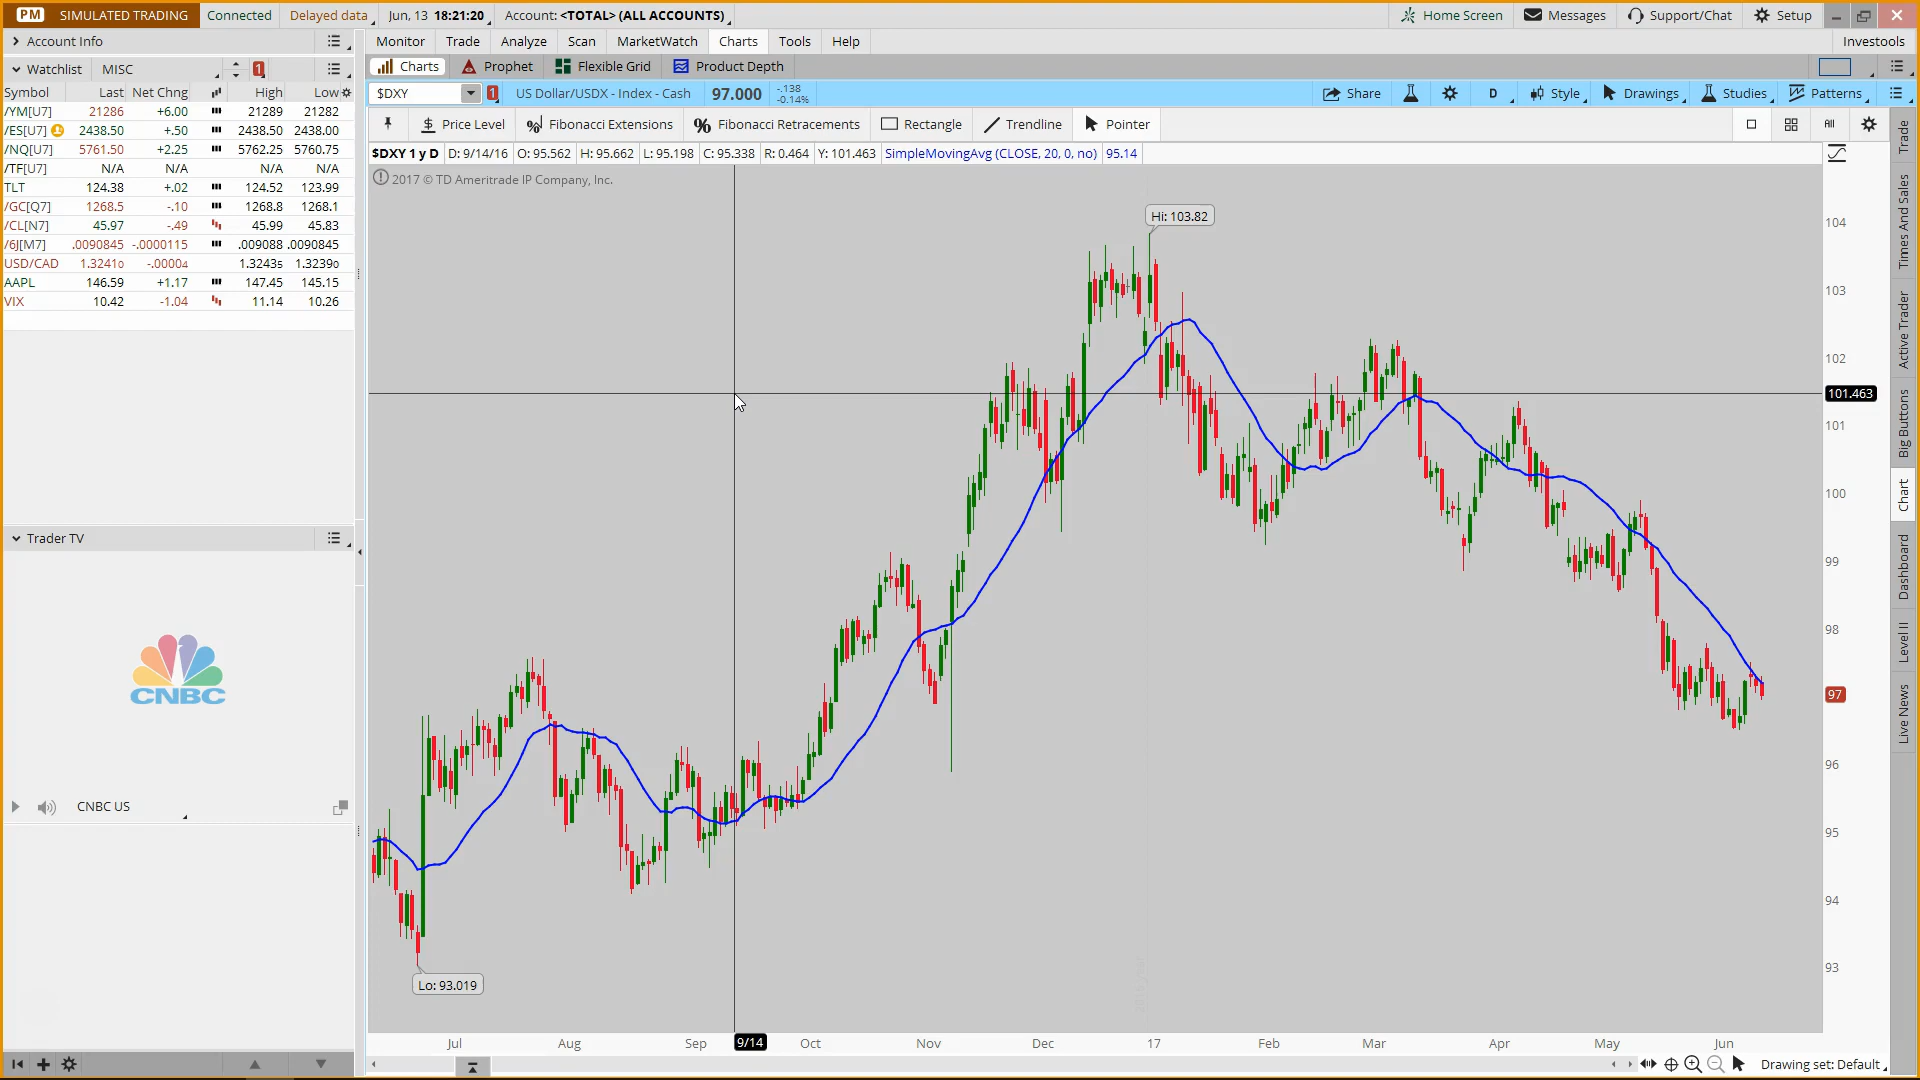 PM SIMULATED TRADING Connected Delayed data Jun, 13 18:21:20 Account: <TOTAL> (ALL ACCOUNTS) Home Screen Messages Support/Chat Setup
Account Info Monitor Trade Analyze Scan MarketWatch Charts Tools Help Investools
Watchlist MISC 1 Charts Prophet Flexible Grid Product Depth
Symbol Last Net Chng High Low
$DXY 1 US Dollar/USDX - Index - Cash 97.000 -.138 -0.14% Share D Style Drawings Studies Patterns
/YM[U7] 21286 +6.00 21289 21282
/ES[U7] 2438.50 +.50 2438.50 2438.00
/NQ[U7] 5761.50 +2.25 5762.25 5760.75
/TF[U7] N/A N/A N/A N/A
TLT 124.38 +.02 124.52 123.99
/GC[Q7] 1268.5 -.10 1268.8 1268.1
/CL[N7] 45.97 -.49 45.99 45.83
/6J[M7] .0090845 -.0000115 .009088 .0090845
USD/CAD 1.32410 -.00004 1.32435 1.32390
AAPL 146.59 +1.17 147.45 145.15
VIX 10.42 -1.04 11.14 10.26
Price Level Fibonacci Extensions Fibonacci Retracements Rectangle Trendline Pointer All
$DXY 1 y D D: 9/14/16 O: 95.562 H: 95.662 L: 95.198 C: 95.338 R: 0.464 Y: 101.463 SimpleMovingAvg (CLOSE, 20, 0, no) 95.14
2017 © TD Ameritrade IP Company, Inc.
Hi: 103.82
Lo: 93.019
104
103
102
101.463
101
100
99
98
97
96
95
94
93
Jul Aug Sep 9/14 Oct Nov Dec 17 Feb Mar Apr May Jun
Drawing set: Default
Trader TV
CNBC
CNBC US
Trade
Times And Sales
Active Trader
Big Buttons
Chart
Dashboard
Level II
Live News